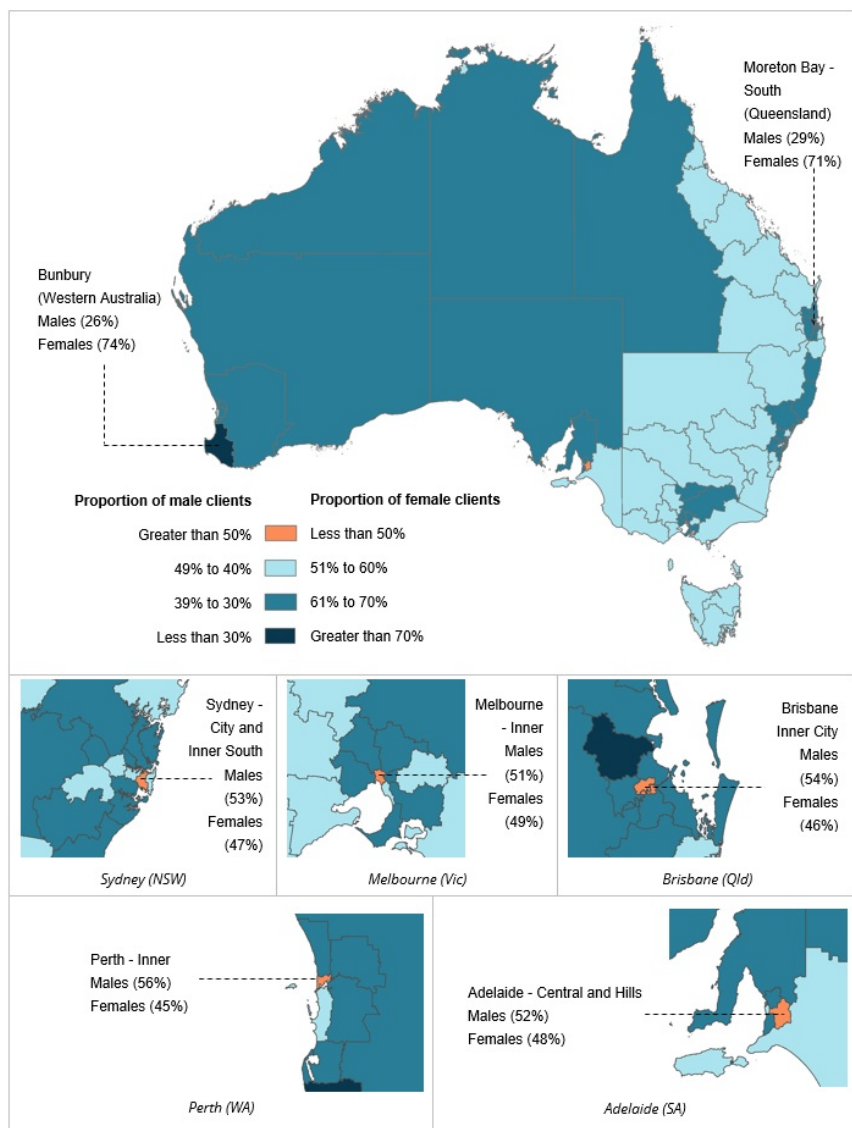 Moreton Bay -
South
(Queensland)
Males (29%)
Females (71%)
Bunbury
(Western Australia)
Males (26%)
Females (74%)
Proportion of male clients Proportion of female clients
Greater than 50% Less than 50%
49% to 40% 51% to 60%
39% to 30% 61% to 70%
Less than 30% Greater than 70%
Sydney -
City and
Inner South
Males
(53%)
Females
(47%)
Sydney (NSW)
Melbourne
- Inner
Males
(51%)
Females
(49%)
Melbourne (Vic)
Brisbane
Inner City
Males
(54%)
Females
(46%)
Brisbane (Qld)
Perth - Inner
Males (56%)
Females (45%)
Perth (WA)
Adelaide - Central and Hills
Males (52%)
Females (48%)
Adelaide (SA)